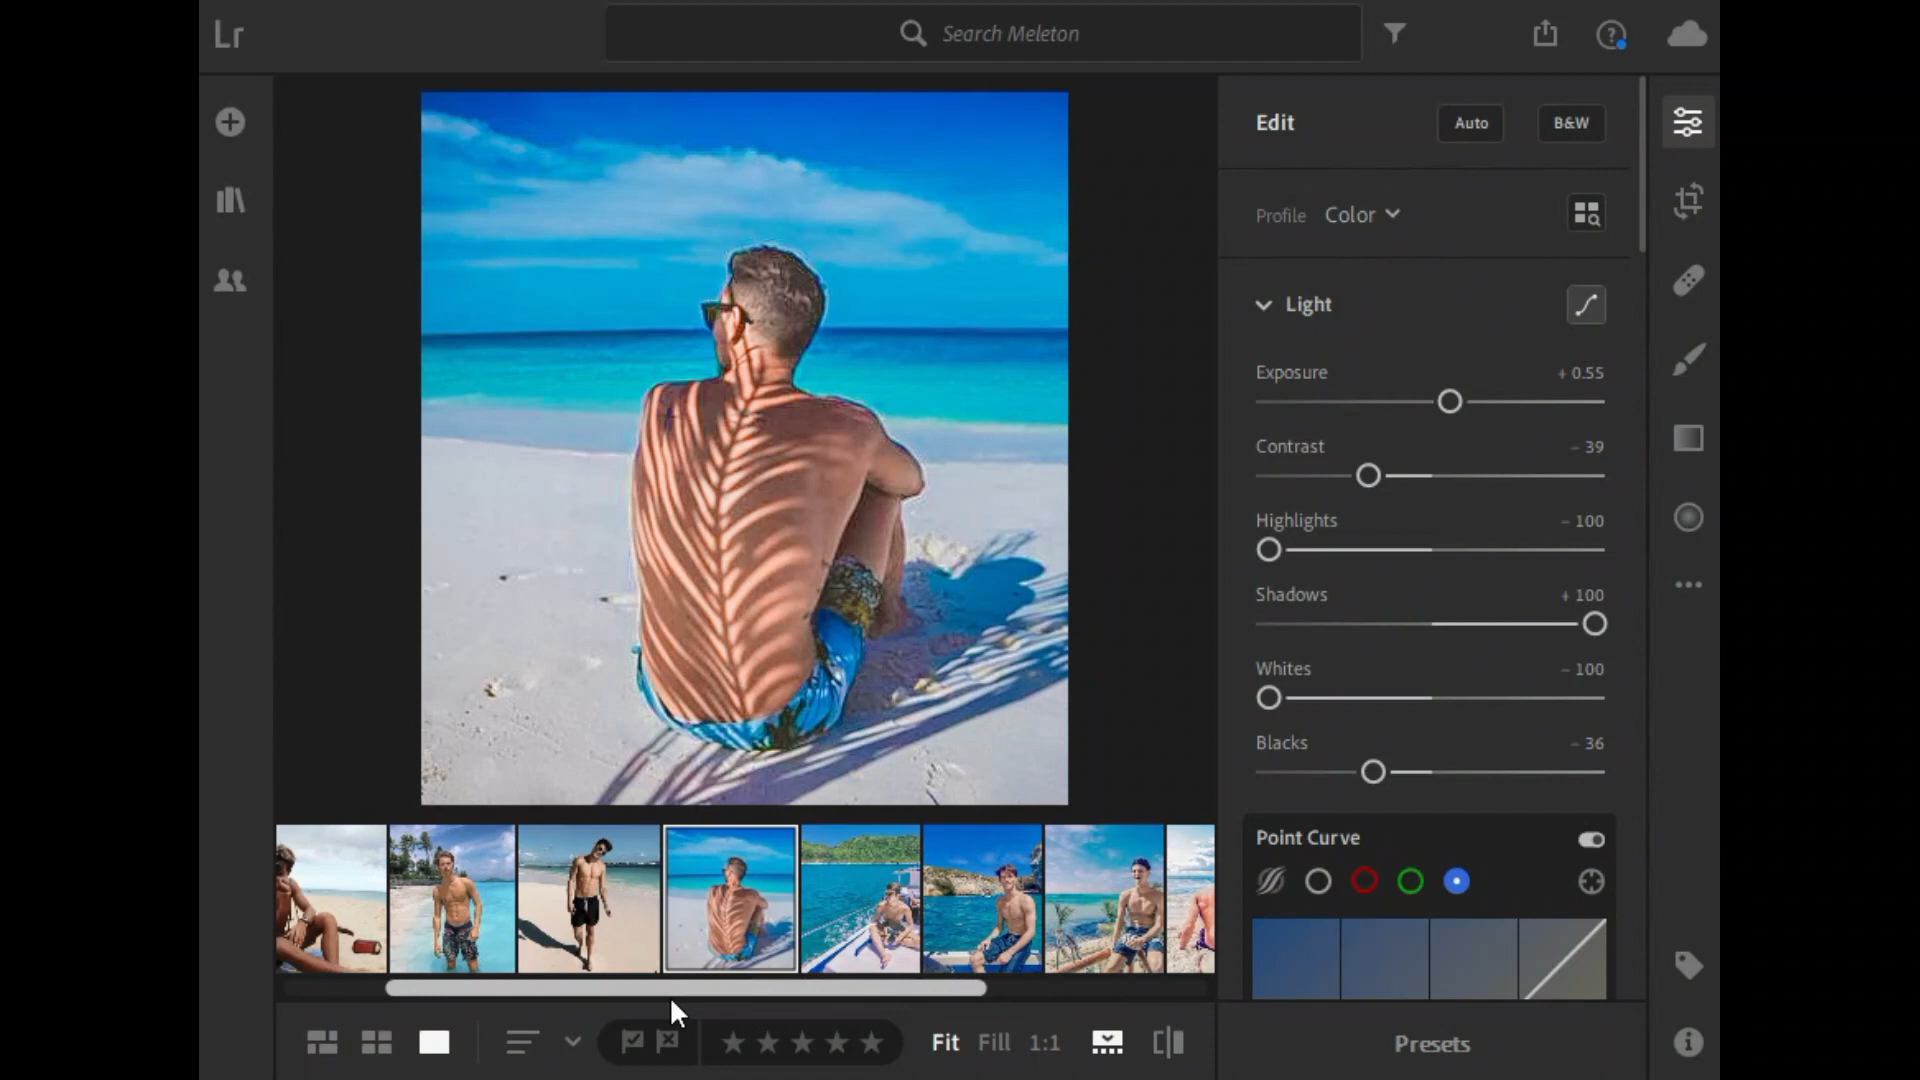 Lr
Search Meleton
Edit
Auto
B&W
Profile
Color
Light
Exposure
+ 0.55
Contrast
- 39
Highlights
- 100
Shadows
+ 100
Whites
- 100
Blacks
- 36
Point Curve
Fit
Fill
1:1
Presets